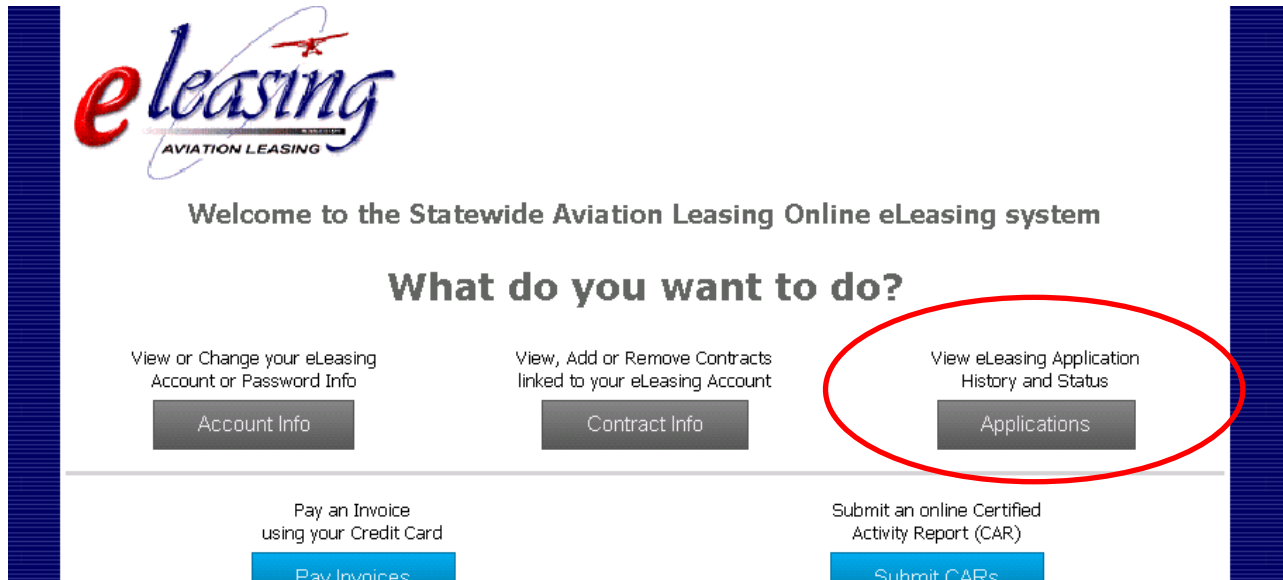 eleasing
AVIATION LEASING
Welcome to the Statewide Aviation Leasing Online eLeasing system
What do you want to do?
View or Change your eLeasing
Account or Password Info
Account Info
View, Add or Remove Contracts
linked to your eLeasing Account
Contract Info
View eLeasing Application
History and Status
Applications
Pay an Invoice
using your Credit Card
Pay Invoices
Submit an online Certified
Activity Report (CAR)
Submit CARs